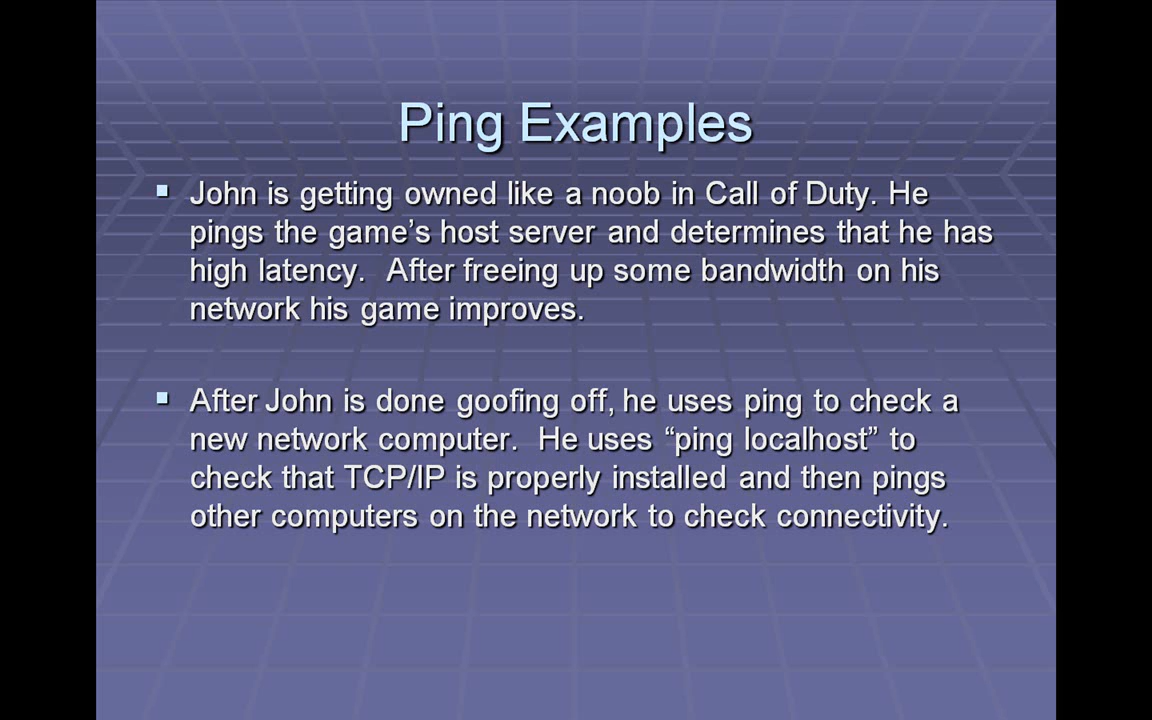 Ping Examples
John is getting owned like a noob in Call of Duty. He
pings the game’s host server and determines that he has
high latency.  After freeing up some bandwidth on his
network his game improves.
After John is done goofing off, he uses ping to check a
new network computer.  He uses “ping localhost” to
check that TCP/IP is properly installed and then pings
other computers on the network to check connectivity.